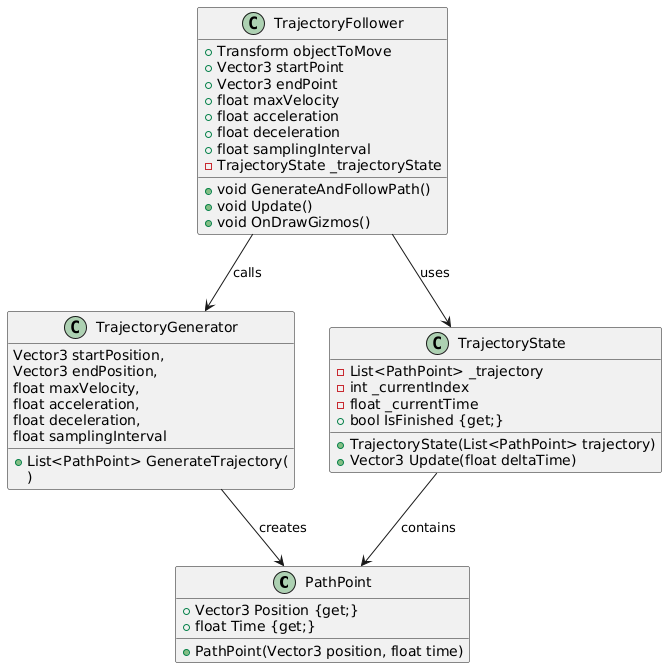 C TrajectoryFollower
Transform objectToMove
Vector3 startPoint
Vector3 endPoint
float maxVelocity
float acceleration
float deceleration
float samplingInterval
TrajectoryState _trajectoryState
void GenerateAndFollowPath()
void Update()
void OnDrawGizmos()
calls
uses
C TrajectoryGenerator
Vector3 startPosition,
Vector3 endPosition,
float maxVelocity,
float acceleration,
float deceleration,
float samplingInterval
List<PathPoint> GenerateTrajectory(
)
C TrajectoryState
List<PathPoint> _trajectory
int _currentIndex
float _currentTime
bool IsFinished {get;}
TrajectoryState(List<PathPoint> trajectory)
Vector3 Update(float deltaTime)
creates
contains
C PathPoint
Vector3 Position {get;}
float Time {get;}
PathPoint(Vector3 position, float time)